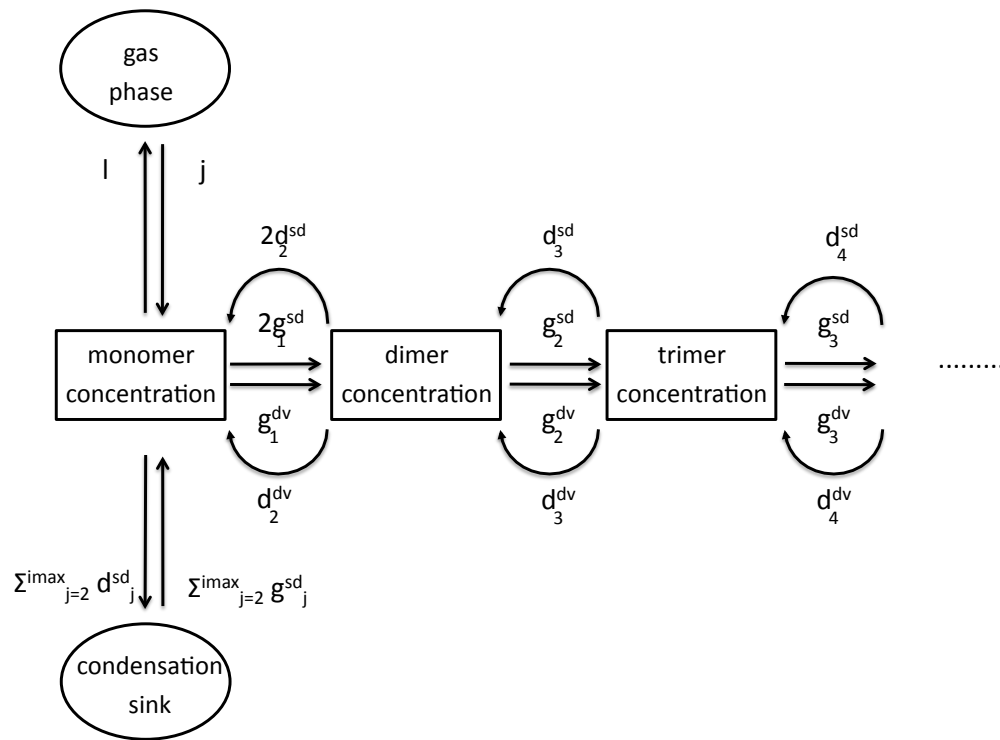 gas
phase
l
j
2d₂ˢᵈ
d₃ˢᵈ
d₄ˢᵈ
2g₁ˢᵈ
g₂ˢᵈ
g₃ˢᵈ
monomer
concentration
dimer
concentration
trimer
concentration
.........
g₁ᵈᵛ
g₂ᵈᵛ
g₃ᵈᵛ
d₂ᵈᵛ
d₃ᵈᵛ
d₄ᵈᵛ
Σⁱᵐᵃˣⱼ₌₂ dˢᵈⱼ
Σⁱᵐᵃˣⱼ₌₂ gˢᵈⱼ
condensation
sink